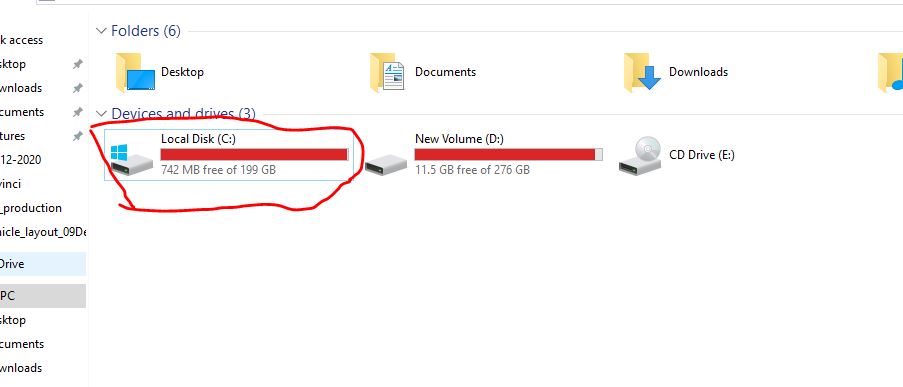 Folders (6)
k access
sktop
wnloads
cuments
tures
12-2020
vinci
_production
nicle_layout_09De
Drive
PC
sktop
cuments
wnloads
Desktop
Documents
Downloads
Devices and drives (3)
Local Disk (C:)
742 MB free of 199 GB
New Volume (D:)
11.5 GB free of 276 GB
CD Drive (E:)